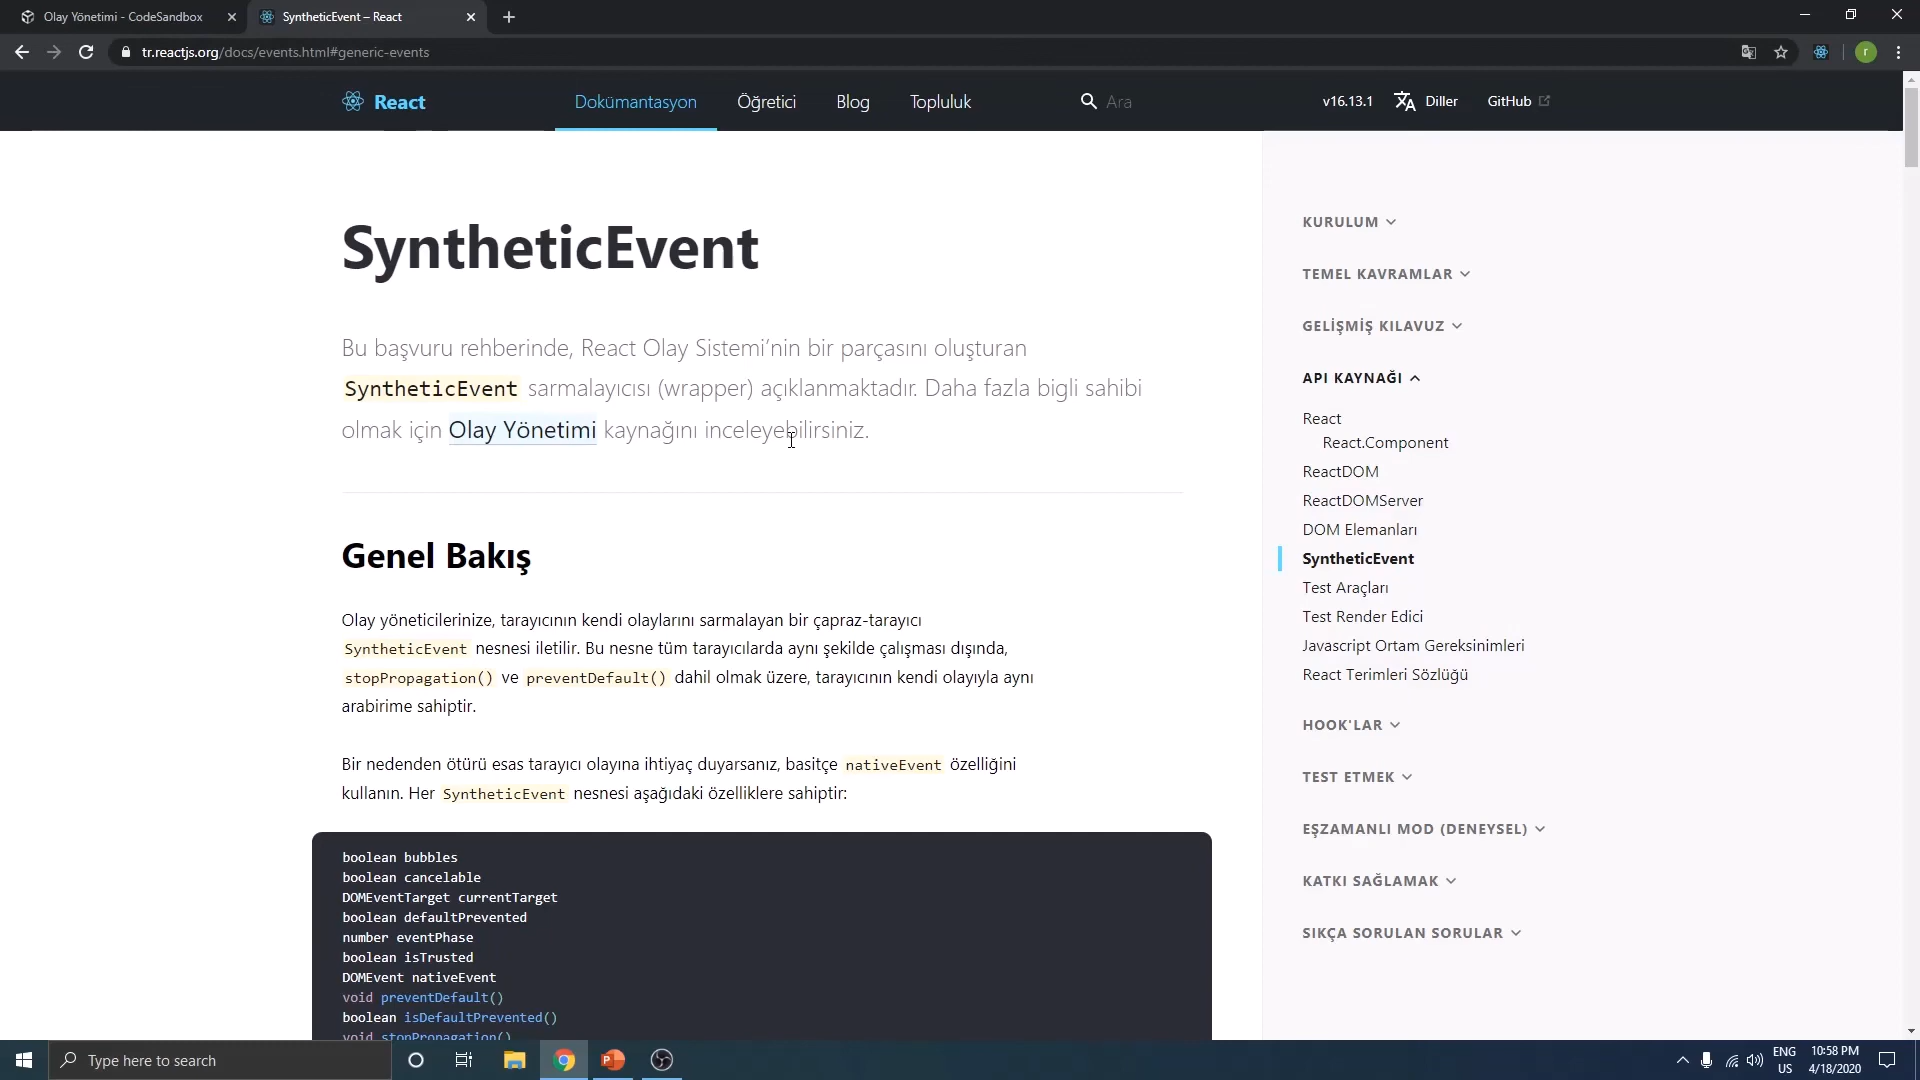 Olay Yönetimi - CodeSandbox
SyntheticEvent – React
tr.reactjs.org/docs/events.html#generic-events
r
React
Dokümantasyon
Öğretici
Blog
Topluluk
Ara
v16.13.1
Diller
GitHub
SyntheticEvent
Bu başvuru rehberinde, React Olay Sistemi’nin bir parçasını oluşturan
SyntheticEvent sarmalayıcısı (wrapper) açıklanmaktadır. Daha fazla bigli sahibi
olmak için Olay Yönetimi kaynağını inceleyebilirsiniz.
Genel Bakış
Olay yöneticilerinize, tarayıcının kendi olaylarını sarmalayan bir çapraz-tarayıcı
SyntheticEvent nesnesi iletilir. Bu nesne tüm tarayıcılarda aynı şekilde çalışması dışında,
stopPropagation() ve preventDefault() dahil olmak üzere, tarayıcının kendi olayıyla aynı
arabirime sahiptir.
Bir nedenden ötürü esas tarayıcı olayına ihtiyaç duyarsanız, basitçe nativeEvent özelliğini
kullanın. Her SyntheticEvent nesnesi aşağıdaki özelliklere sahiptir:
boolean bubbles
boolean cancelable
DOMEventTarget currentTarget
boolean defaultPrevented
number eventPhase
boolean isTrusted
DOMEvent nativeEvent
void preventDefault()
boolean isDefaultPrevented()
void stopPropagation()
KURULUM
TEMEL KAVRAMLAR
GELİŞMİŞ KILAVUZ
API KAYNAĞI
React
React.Component
ReactDOM
ReactDOMServer
DOM Elemanları
SyntheticEvent
Test Araçları
Test Render Edici
Javascript Ortam Gereksinimleri
React Terimleri Sözlüğü
HOOK'LAR
TEST ETMEK
EŞZAMANLI MOD (DENEYSEL)
KATKI SAĞLAMAK
SIKÇA SORULAN SORULAR
Type here to search
ENG
US
10:58 PM
4/18/2020